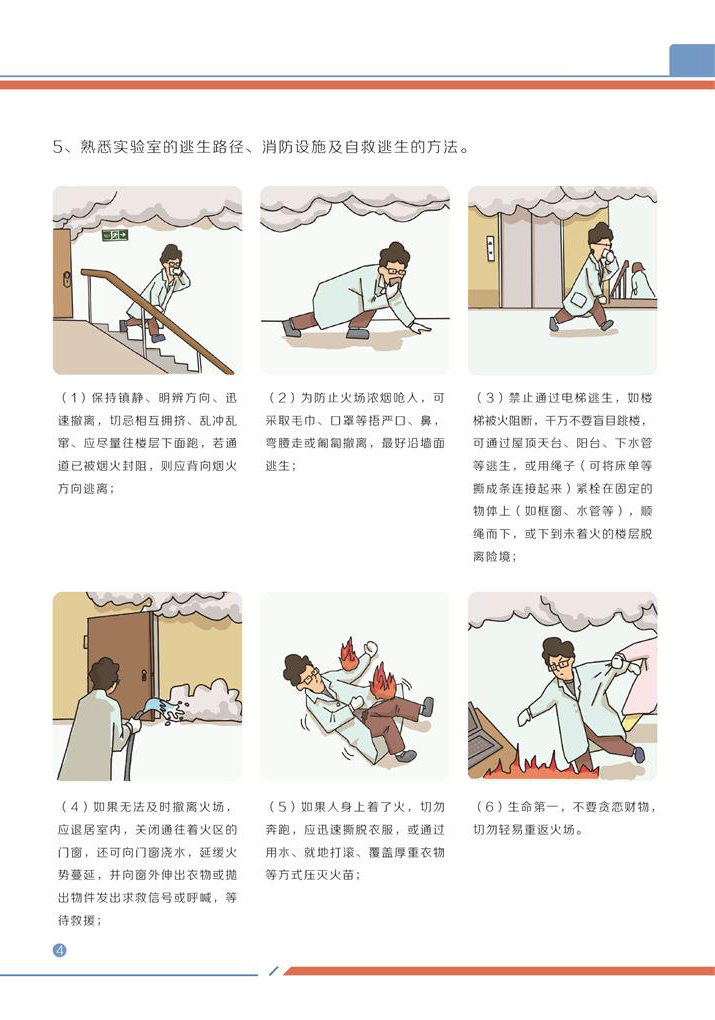 5、熟悉实验室的逃生路径、消防设施及自救逃生的方法。
（1）保持镇静、明辨方向、迅
速撤离，切忌相互拥挤、乱冲乱
窜、应尽量往楼层下面跑，若通
道已被烟火封阻，则应背向烟火
方向逃离；
（2）为防止火场浓烟呛人，可
采取毛巾、口罩等捂严口、鼻，
弯腰走或匍匐撤离，最好沿墙面
逃生；
（3）禁止通过电梯逃生，如楼
梯被火阻断，千万不要盲目跳楼，
可通过屋顶天台、阳台、下水管
等逃生，或用绳子（可将床单等
撕成条连接起来）紧栓在固定的
物体上（如框窗、水管等），顺
绳而下，或下到未着火的楼层脱
离险境；
（4）如果无法及时撤离火场，
应退居室内，关闭通往着火区的
门窗，还可向门窗浇水，延缓火
势蔓延，并向窗外伸出衣物或抛
出物件发出求救信号或呼喊，等
待救援；
（5）如果人身上着了火，切勿
奔跑，应迅速撕脱衣服，或通过
用水、就地打滚、覆盖厚重衣物
等方式压灭火苗；
（6）生命第一，不要贪恋财物，
切勿轻易重返火场。
4